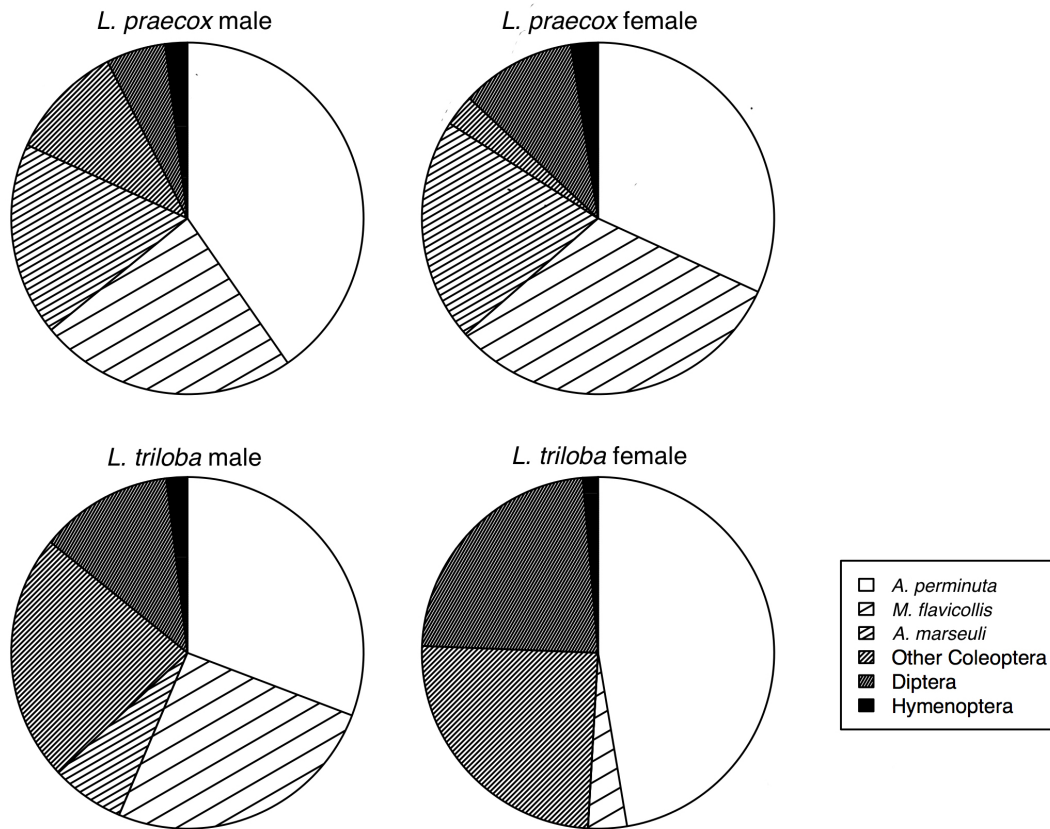 L. praecox male
L. praecox female
L. triloba male
L. triloba female
A. perminuta
M. flavicollis
A. marseuli
Other Coleoptera
Diptera
Hymenoptera